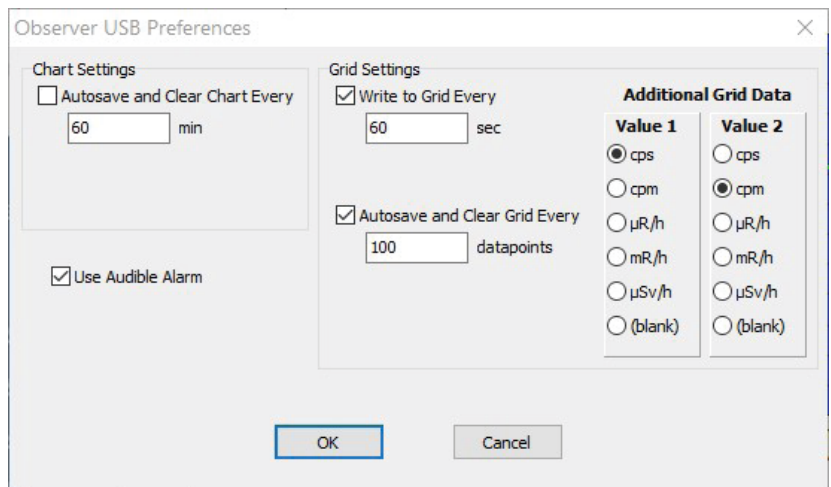 Observer USB Preferences
Chart Settings
Autosave and Clear Chart Every
60 min
Use Audible Alarm
Grid Settings
Write to Grid Every
60 sec
Autosave and Clear Grid Every
100 datapoints
Additional Grid Data
Value 1 Value 2
cps cps
cpm cpm
µR/h µR/h
mR/h mR/h
µSv/h µSv/h
(blank) (blank)
OK Cancel